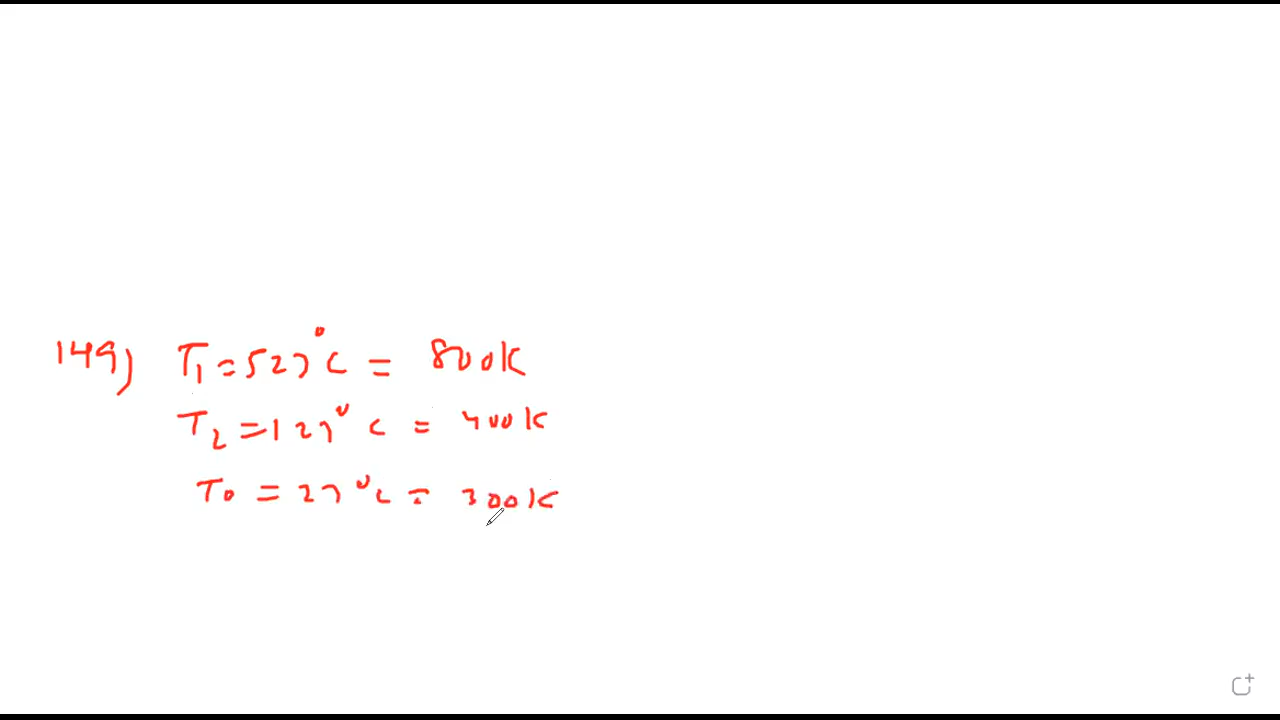 149) T₁ = 527°C = 800K
T₂ = 127°C = 400K
T₀ = 27°C = 300K